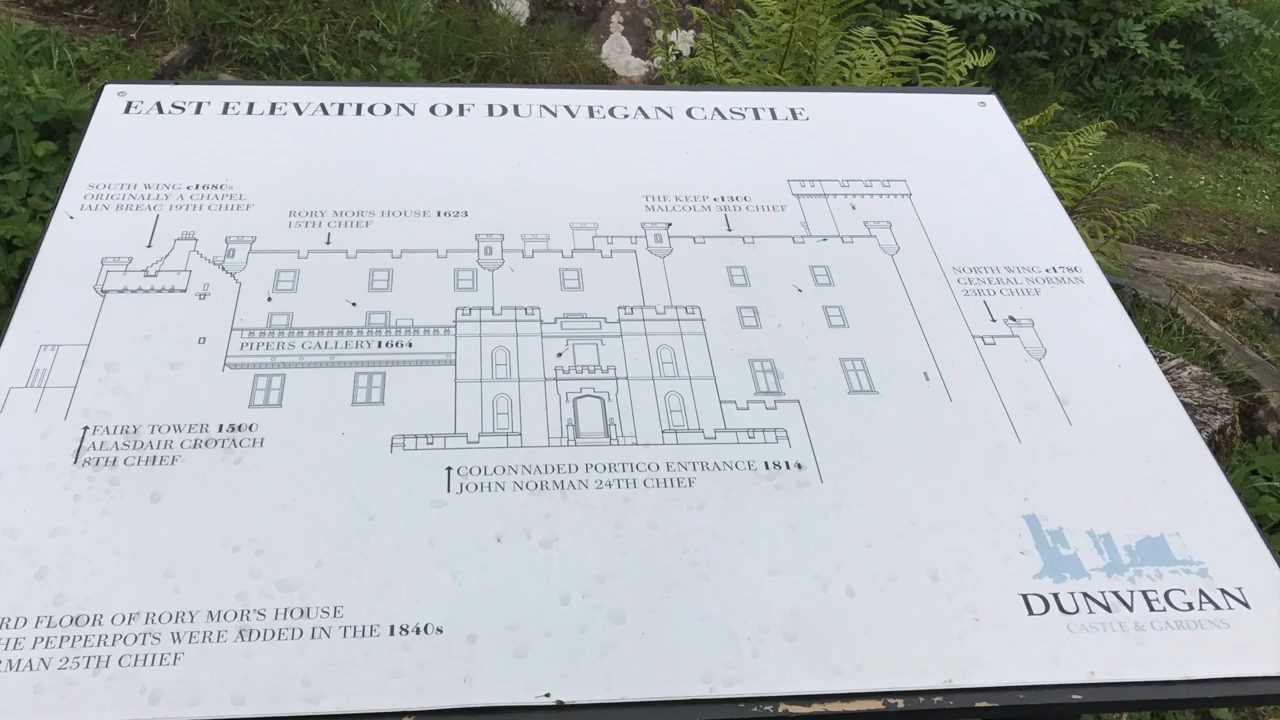 EAST ELEVATION OF DUNVEGAN CASTLE
SOUTH WING c1680s
ORIGINALLY A CHAPEL
IAIN BREAC 19TH CHIEF
RORY MOR'S HOUSE 1623
15TH CHIEF
THE KEEP c1300
MALCOLM 3RD CHIEF
NORTH WING c1780
GENERAL NORMAN
23RD CHIEF
PIPERS GALLERY 1664
FAIRY TOWER 1500
ALASDAIR CROTACH
8TH CHIEF
COLONNADED PORTICO ENTRANCE 1814
JOHN NORMAN 24TH CHIEF
RD FLOOR OF RORY MOR'S HOUSE
HE PEPPERPOTS WERE ADDED IN THE 1840s
RMAN 25TH CHIEF
DUNVEGAN
CASTLE & GARDENS